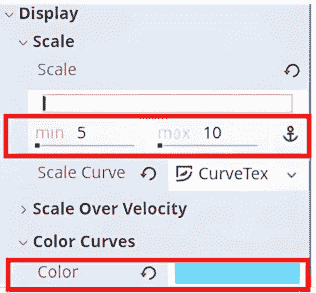 Display
Scale
Scale
min 5 max 10
Scale Curve CurveTex
Scale Over Velocity
Color Curves
Color